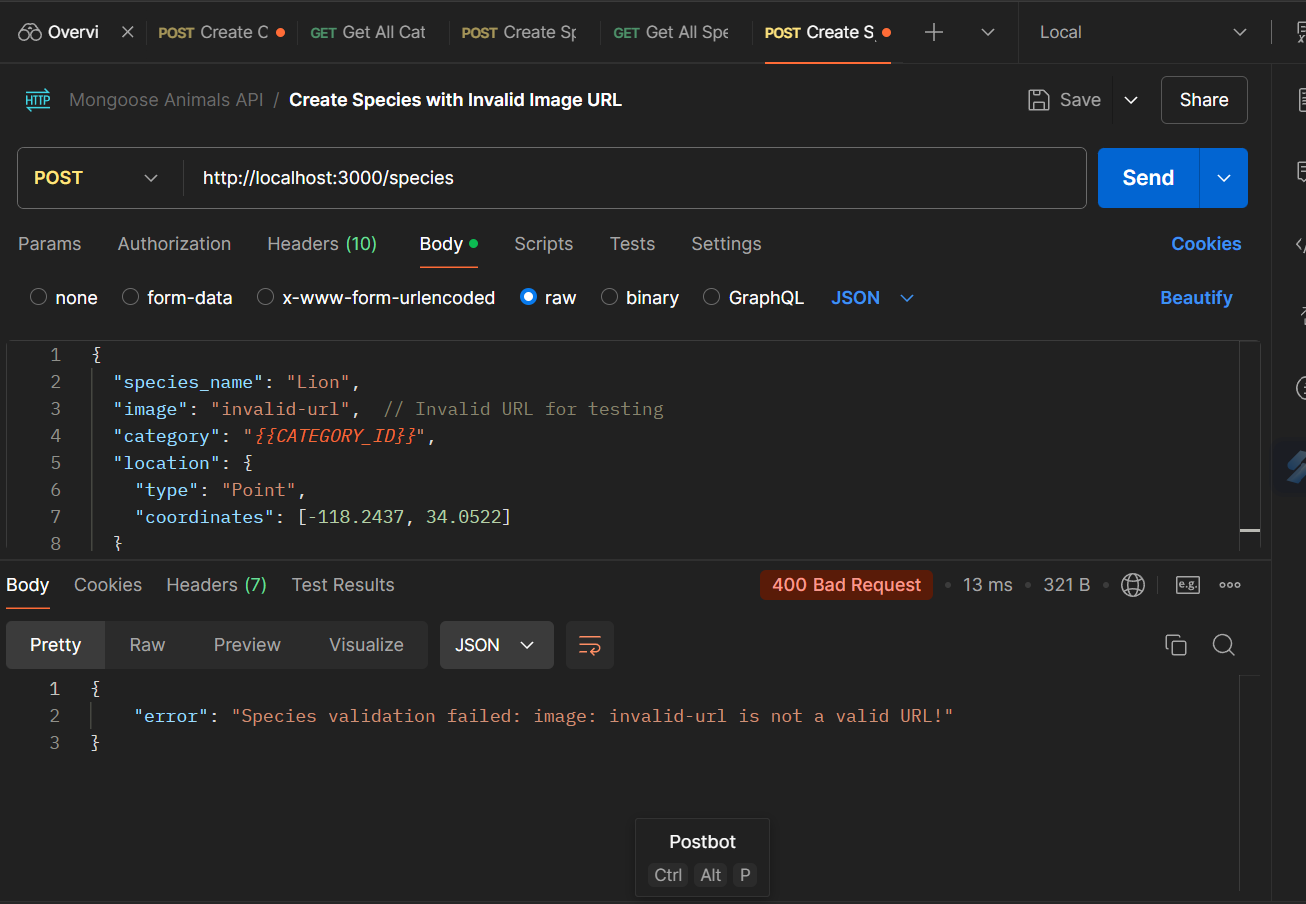 Overvi
POST Create C
GET Get All Cat
POST Create Sp
GET Get All Spe
POST Create S
Local
HTTP Mongoose Animals API / Create Species with Invalid Image URL
Save
Share
POST
http://localhost:3000/species
Send
Params Authorization Headers (10) Body Scripts Tests Settings
Cookies
none form-data x-www-form-urlencoded raw binary GraphQL JSON
Beautify
1 {
2 "species_name": "Lion",
3 "image": "invalid-url", // Invalid URL for testing
4 "category": "{{CATEGORY_ID}}",
5 "location": {
6 "type": "Point",
7 "coordinates": [-118.2437, 34.0522]
8 }
Body Cookies Headers (7) Test Results
400 Bad Request 13 ms 321 B
e.g.
Pretty Raw Preview Visualize JSON
1 {
2 "error": "Species validation failed: image: invalid-url is not a valid URL!"
3 }
Postbot
Ctrl Alt P